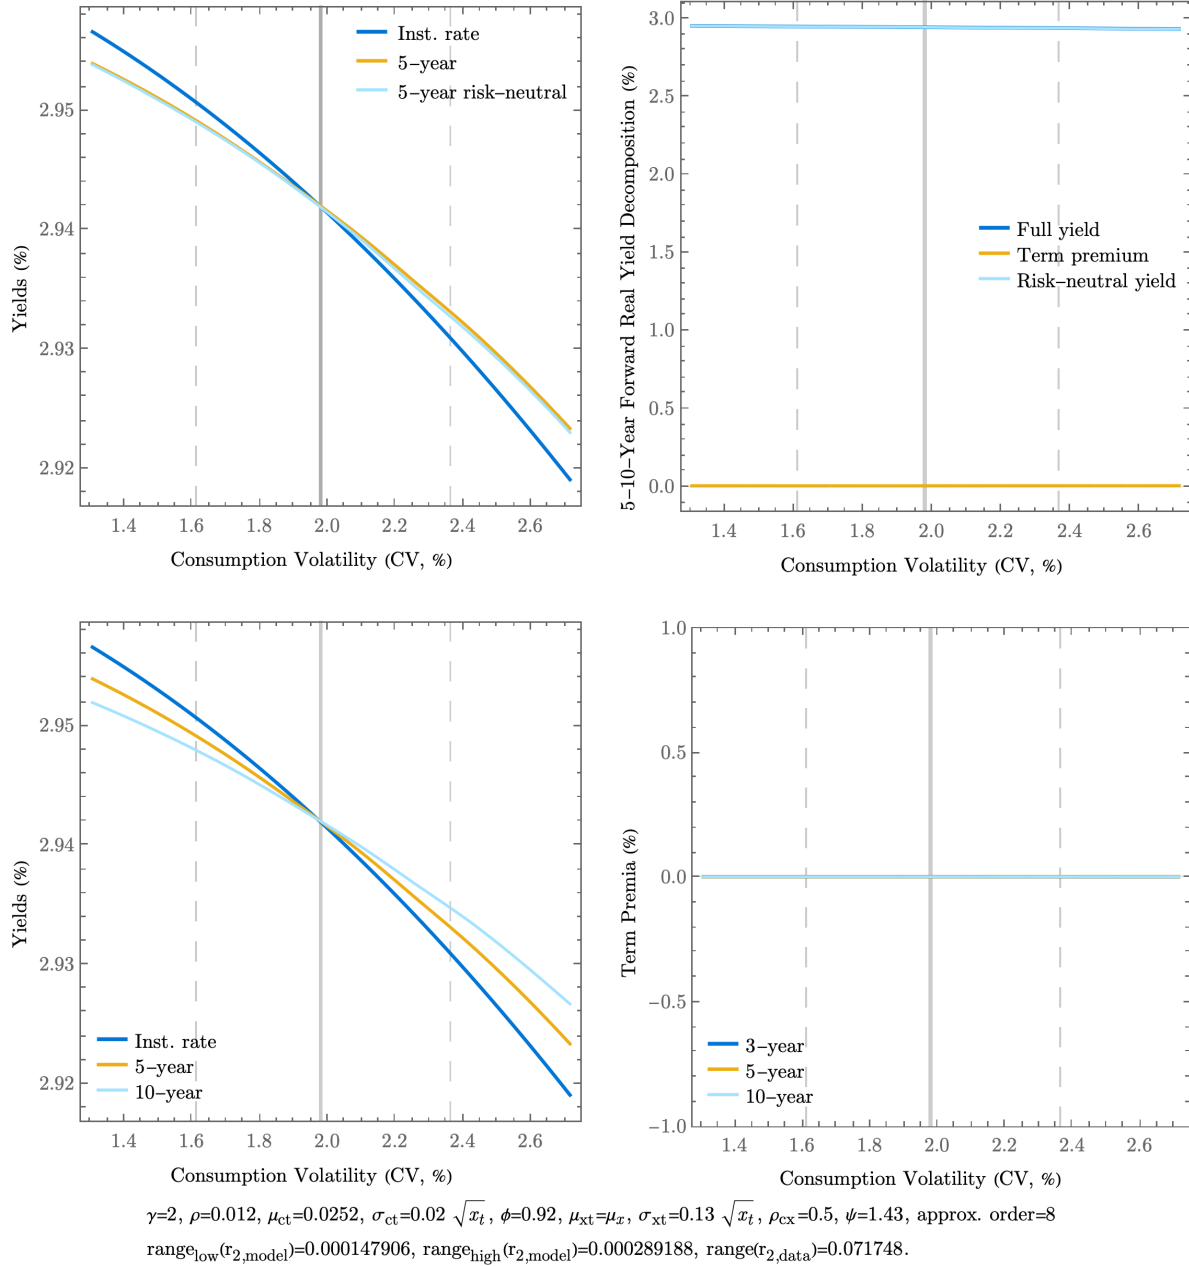 Inst. rate
5−year
5−year risk−neutral
2.95
2.94
2.93
2.92
Yields (%)
1.4 1.6 1.8 2.0 2.2 2.4 2.6
Consumption Volatility (CV, %)
3.0
2.5
2.0
1.5
1.0
0.5
0.0
5−10−Year Forward Real Yield Decomposition (%)
Full yield
Term premium
Risk−neutral yield
1.4 1.6 1.8 2.0 2.2 2.4 2.6
Consumption Volatility (CV, %)
2.95
2.94
2.93
2.92
Yields (%)
Inst. rate
5−year
10−year
1.4 1.6 1.8 2.0 2.2 2.4 2.6
Consumption Volatility (CV, %)
1.0
0.5
0.0
−0.5
−1.0
Term Premia (%)
3−year
5−year
10−year
1.4 1.6 1.8 2.0 2.2 2.4 2.6
Consumption Volatility (CV, %)
γ=2, ρ=0.012, μct=0.0252, σct=0.02 √xt, ϕ=0.92, μxt=μx, σxt=0.13 √xt, ρcx=0.5, ψ=1.43, approx. order=8
rangelow(r2,model)=0.000147906, rangehigh(r2,model)=0.000289188, range(r2,data)=0.071748.